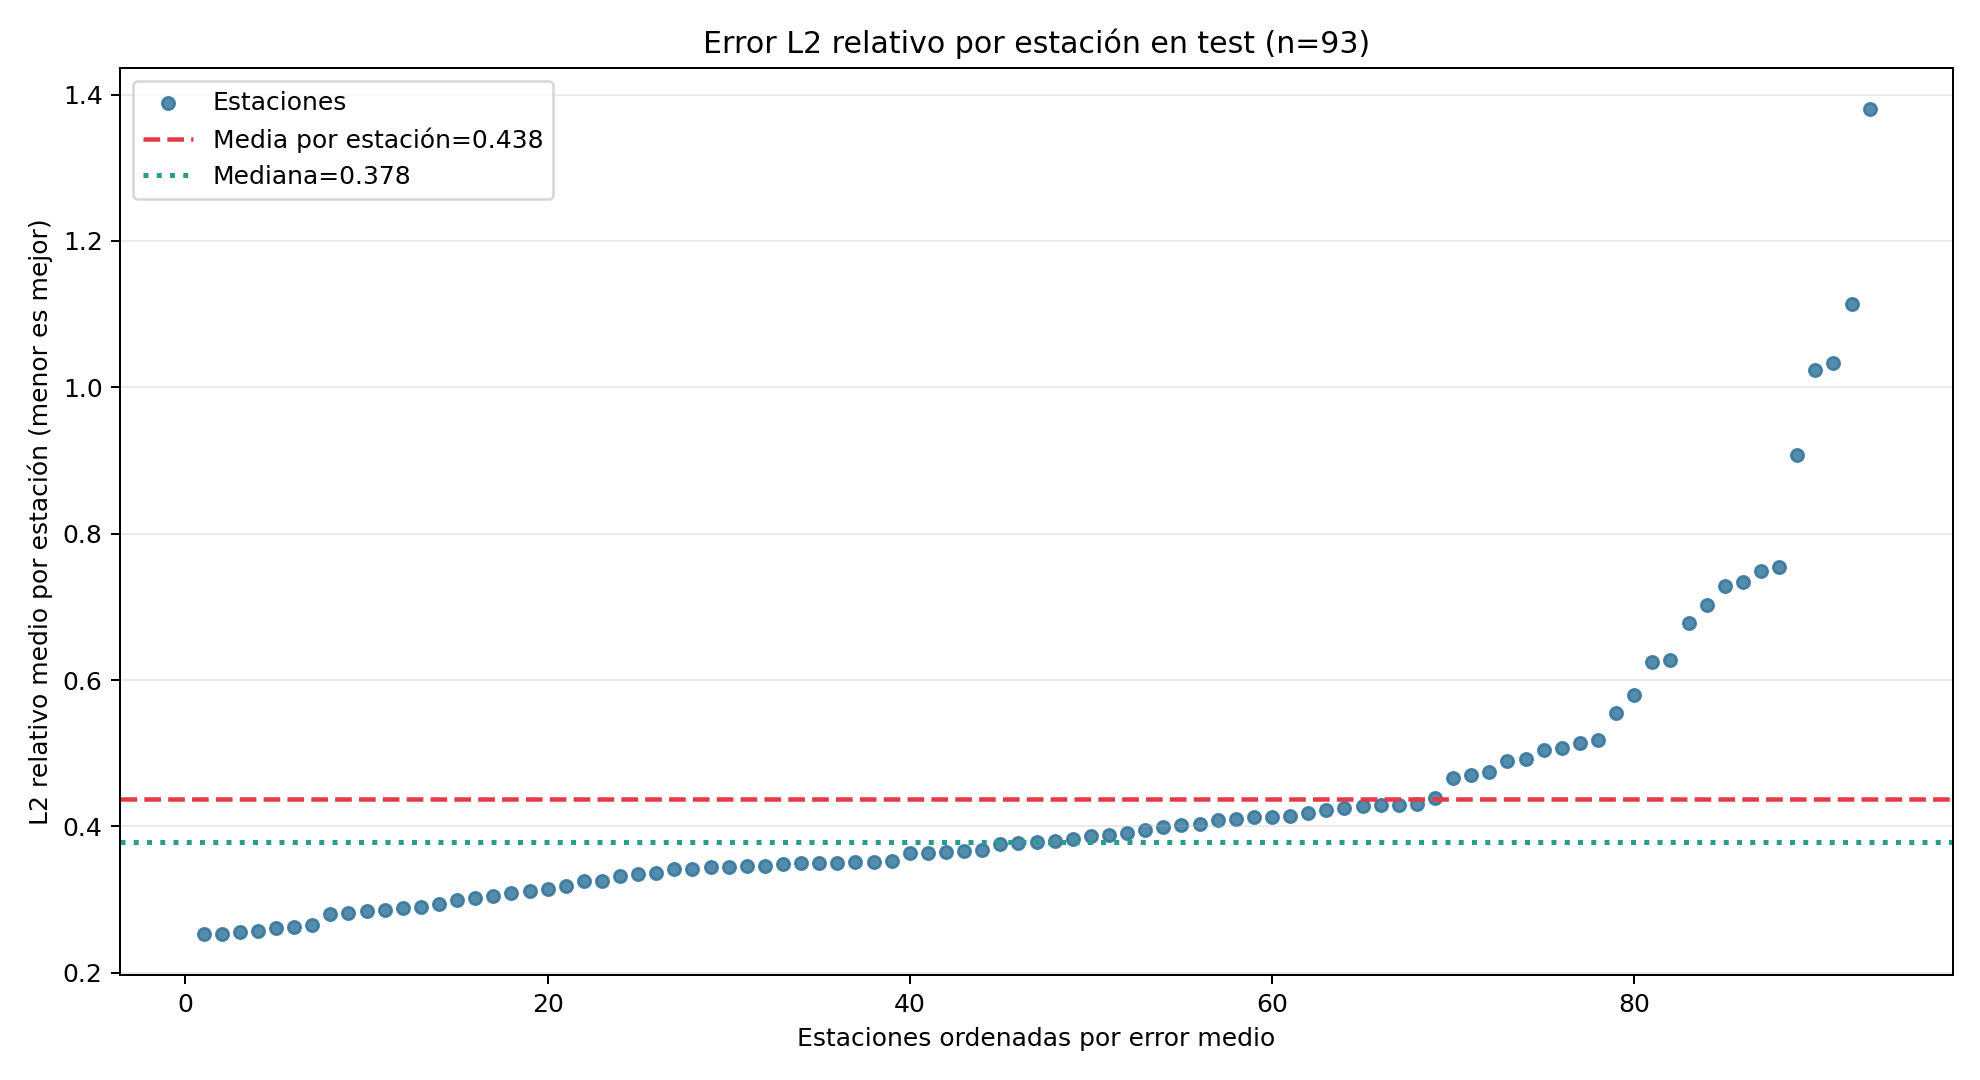 Error L2 relativo por estación en test (n=93)
Estaciones
Media por estación=0.438
Mediana=0.378
L2 relativo medio por estación (menor es mejor)
1.4
1.2
1.0
0.8
0.6
0.4
0.2
0
20
40
60
80
Estaciones ordenadas por error medio